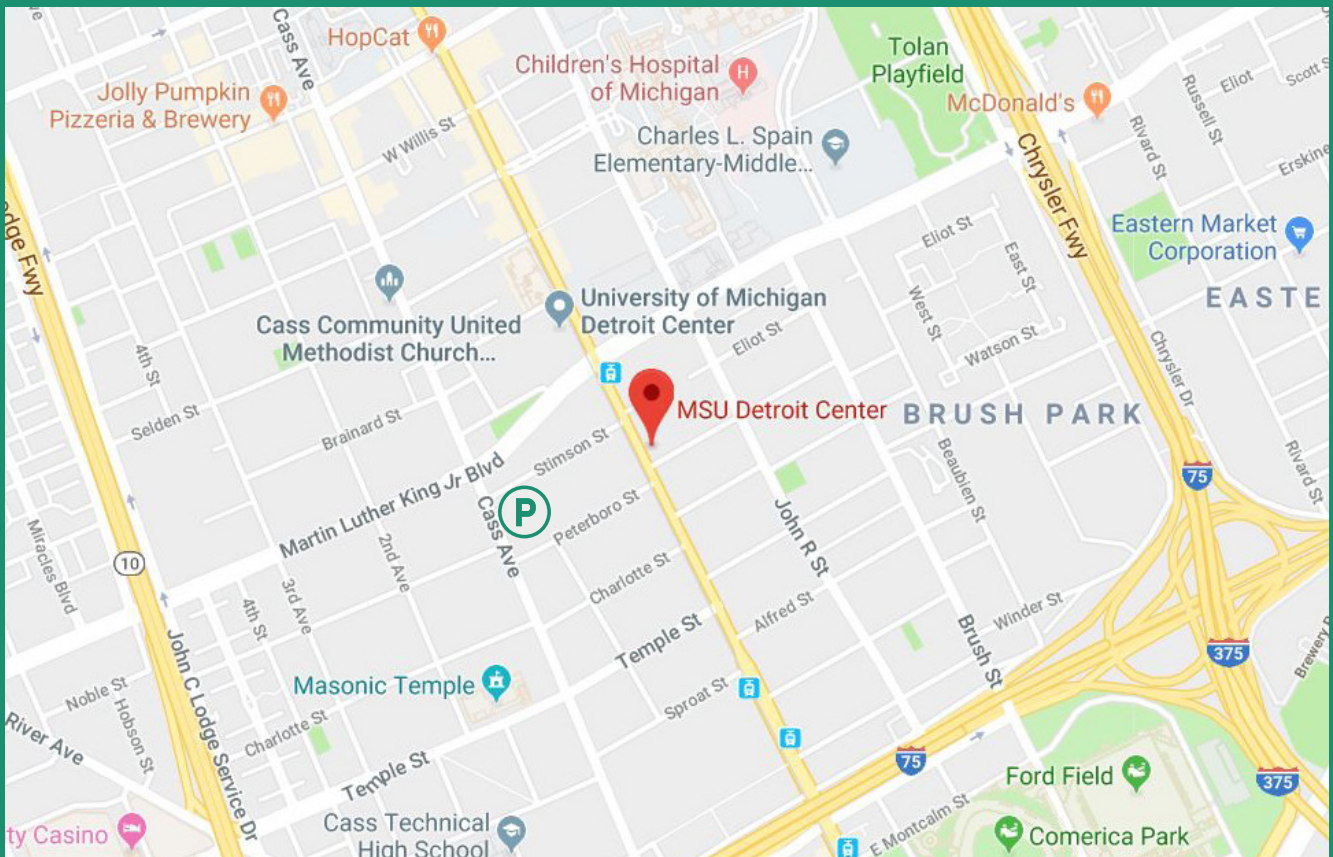 Cass Ave
HopCat
Children's Hospital
of Michigan
Tolan
Playfield
Jolly Pumpkin
Pizzeria & Brewery
McDonald's
Russell St
Eliot
Scott S
W Willis St
Charles L. Spain
Elementary-Middle...
Rivard St
Erskine
Chrysler Fwy
odge Fwy
Eastern Market
Corporation
Eliot St
East St
EASTE
West St
University of Michigan
Detroit Center
Cass Community United
Methodist Church...
Eliot St
Watson St
4th St
Chrysler Dr
MSU Detroit Center
BRUSH PARK
Selden St
Brainard St
Stimson St
Beaubien St
Rivard St
75
Martin Luther King Jr Blvd
Cass Ave
P
Peterboro St
John R St
Miracles Blvd
10
2nd Ave
3rd Ave
4th St
Charlotte St
Alfred St
Winder St
Temple St
Brush St
375
John C Lodge Service Dr
Masonic Temple
Noble St
Hobson St
Sproat St
River Ave
Charlotte St
75
Temple St
Ford Field
375
ty Casino
Cass Technical
High School
E Montcalm St
Comerica Park